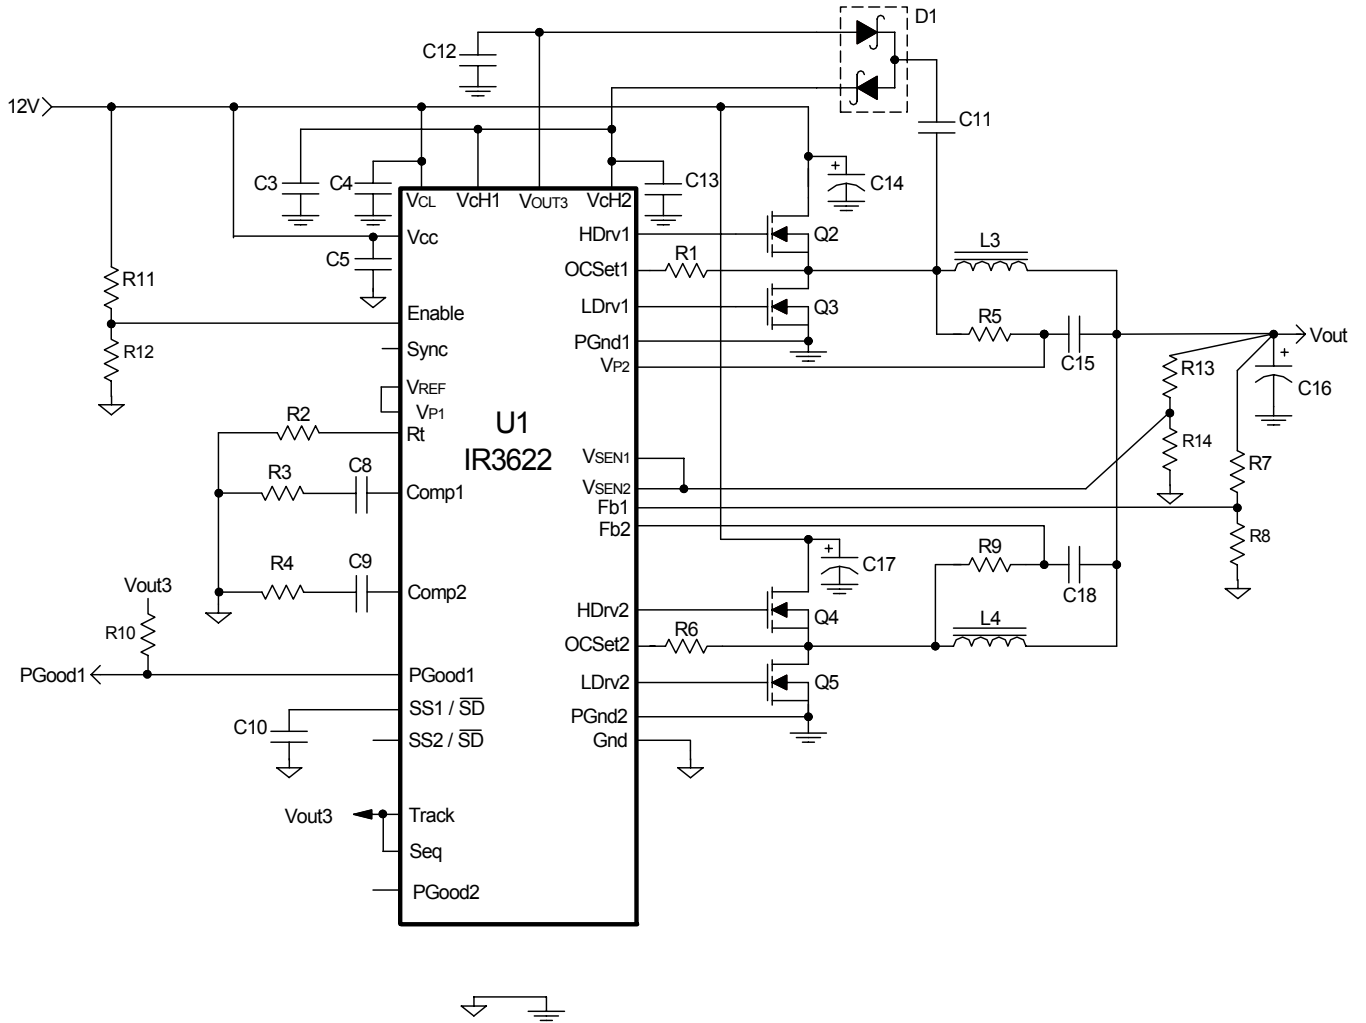 D1
C12
12V
C11
C3
C4
C13
C14
VCL
VcH1
VOUT3
VcH2
Vcc
HDrv1
Q2
L3
C5
OCSet1
R1
R11
Enable
LDrv1
Q3
R5
Vout
R12
Sync
PGnd1
VP2
C15
R13
C16
VREF
VP1
R2
Rt
U1
IR3622
R14
R3
C8
Comp1
VSEN1
VSEN2
R7
Fb1
Fb2
R8
R4
C9
Comp2
C17
R9
C18
Vout3
R10
HDrv2
Q4
L4
OCSet2
R6
PGood1
PGood1
LDrv2
Q5
SS1 / SD
PGnd2
C10
SS2 / SD
Gnd
Vout3
Track
Seq
PGood2